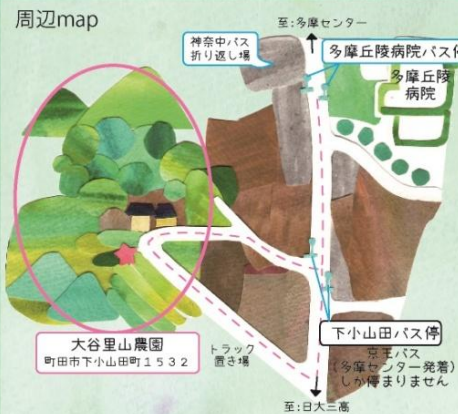 周辺map
至:多摩センター
神奈中バス
折り返し場
多摩丘陵病院バス停
多摩丘陵
病院
大谷里山農園
町田市下小山田町1532
トラック
置き場
下小山田バス停
京王バス
(多摩センター発着)
しか停まりません
至:日大三高